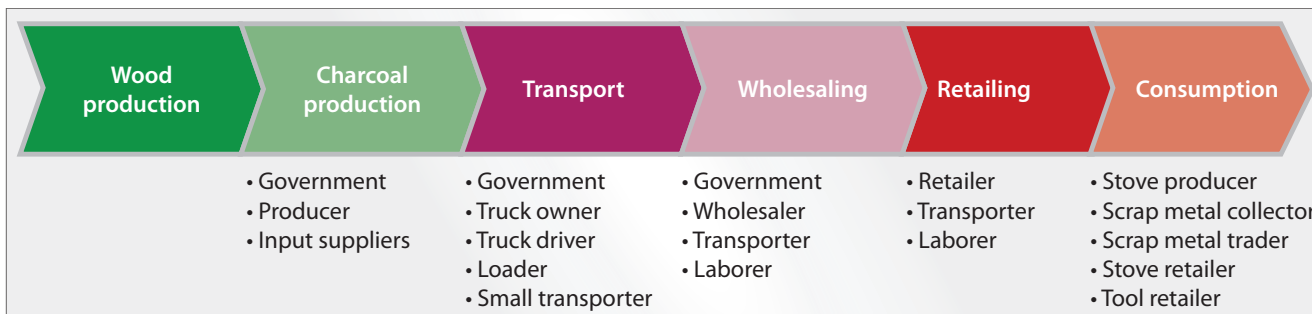 Wood
production
Charcoal
production
Transport
Wholesaling
Retailing
Consumption
• Government
• Producer
• Input suppliers
• Government
• Truck owner
• Truck driver
• Loader
• Small transporter
• Government
• Wholesaler
• Transporter
• Laborer
• Retailer
• Transporter
• Laborer
• Stove producer
• Scrap metal collector
• Scrap metal trader
• Stove retailer
• Tool retailer